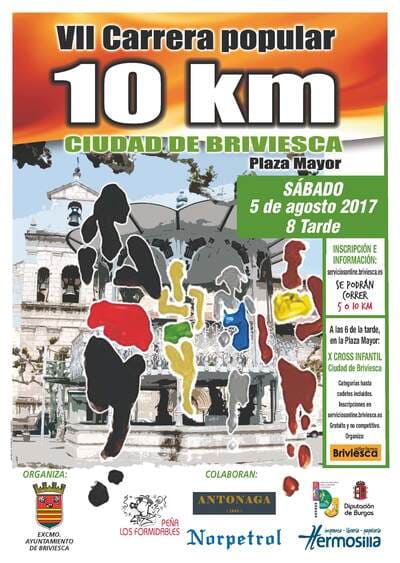 VII Carrera popular
10 km
CIUDAD DE BRIVIESCA
Plaza Mayor
SÁBADO
5 de agosto 2017
8 Tarde
INSCRIPCIÓN E
INFORMACIÓN:
serviciosonline.briviesca.es
SE PODRÁN
CORRER
5 o 10 KM
A las 6 de la tarde,
en la Plaza Mayor:
X CROSS INFANTIL
Ciudad de Briviesca
Categorías hasta
cadetes incluidos.
Inscripciones en
serviciosonline.briviesca.es
Gratuito y no competitivo.
Organiza:
Briviesca
ORGANIZA:
COLABORAN:
EXCMO.
AYUNTAMIENTO
DE BRIVIESCA
PEÑA
LOS FORMIDABLES
ANTONAGA
Norpetrol
Diputación
de Burgos
imprenta - librería - papelería
Hermosilla